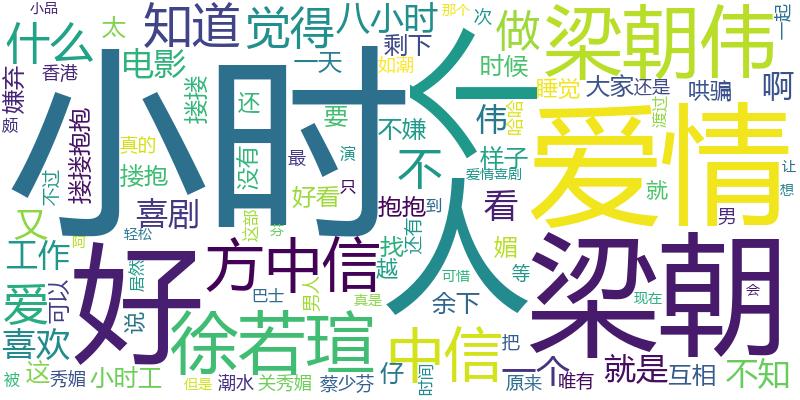 小品
那个
次
八小时
太
知道
觉得
做
梁朝伟
一起
什么
剩下
电影
一天
如潮
时候
嫌弃
香港
搂搂
还
睡觉
大家
还是
哄骗
啊
小时
个
人
爱情
颇
搂搂抱抱
真的
要
不嫌
伟
哈哈
渡过
没有
最
演
不
样子
爱情喜剧
让
不过
搂抱
好看
只
就
想
抱抱
到
看
男
又
喜剧
这部
轻松
找
还有
媚
工作
好
方中信
越
等
梁朝
居然
可惜
会
爱
可以
说
巴士
男人
真是
余下
现在
喜欢
徐若瑄
中信
把
这
一个
就是
互相
不知
被
秀媚
小时工
但是
潮水
关秀媚
蔡少芬
仔
时间
原来
唯有